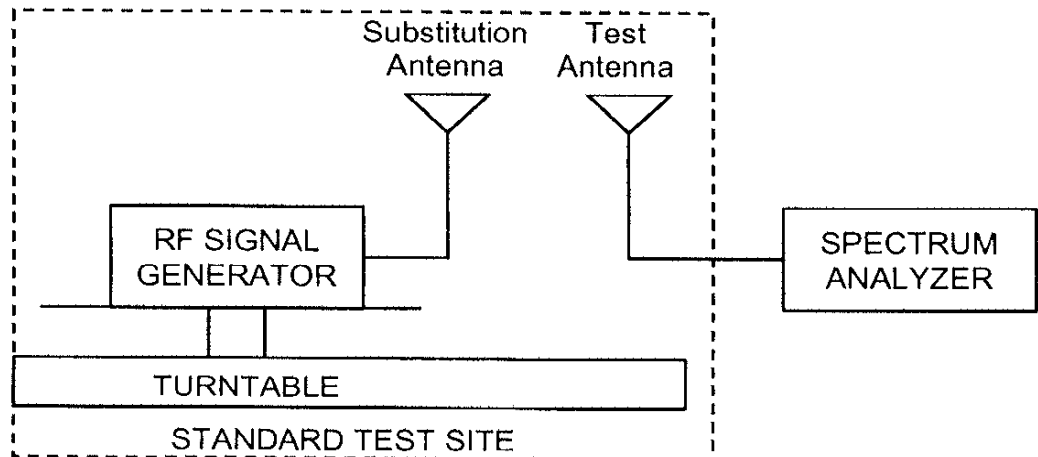 Substitution
Antenna
Test
Antenna
RF SIGNAL
GENERATOR
SPECTRUM
ANALYZER
TURNTABLE
STANDARD TEST SITE